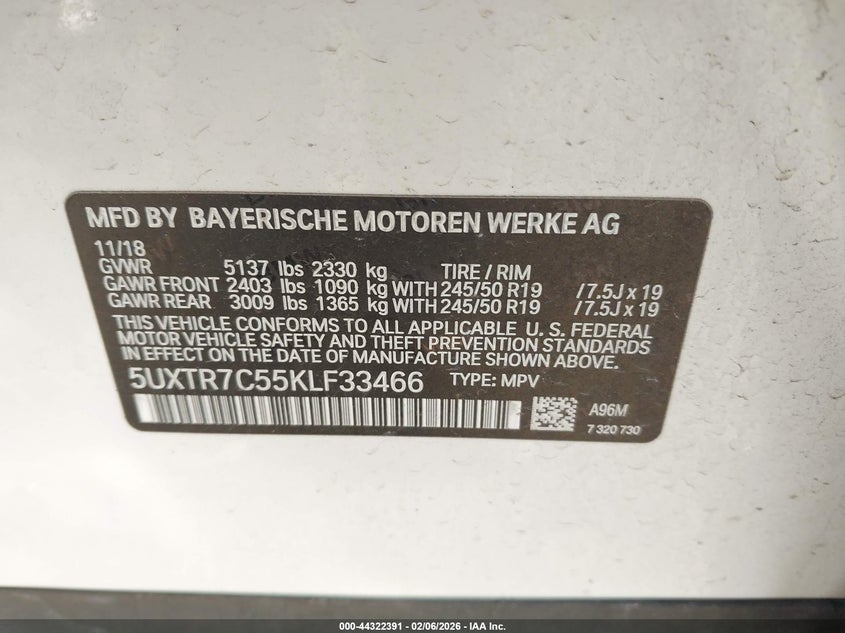 MFD BY BAYERISCHE MOTOREN WERKE AG
11/18
GVWR 5137 lbs 2330 kg TIRE / RIM
GAWR FRONT 2403 lbs 1090 kg WITH 245/50 R19 /7.5J x 19
GAWR REAR 3009 lbs 1365 kg WITH 245/50 R19 /7.5J x 19
THIS VEHICLE CONFORMS TO ALL APPLICABLE U. S. FEDERAL
MOTOR VEHICLE SAFETY AND THEFT PREVENTION STANDARDS
IN EFFECT ON THE DATE OF MANUFACTURE SHOWN ABOVE.
5UXTR7C55KLF33466 TYPE: MPV
A96M
7 320 730
000-44322391 - 02/06/2026 - IAA Inc.